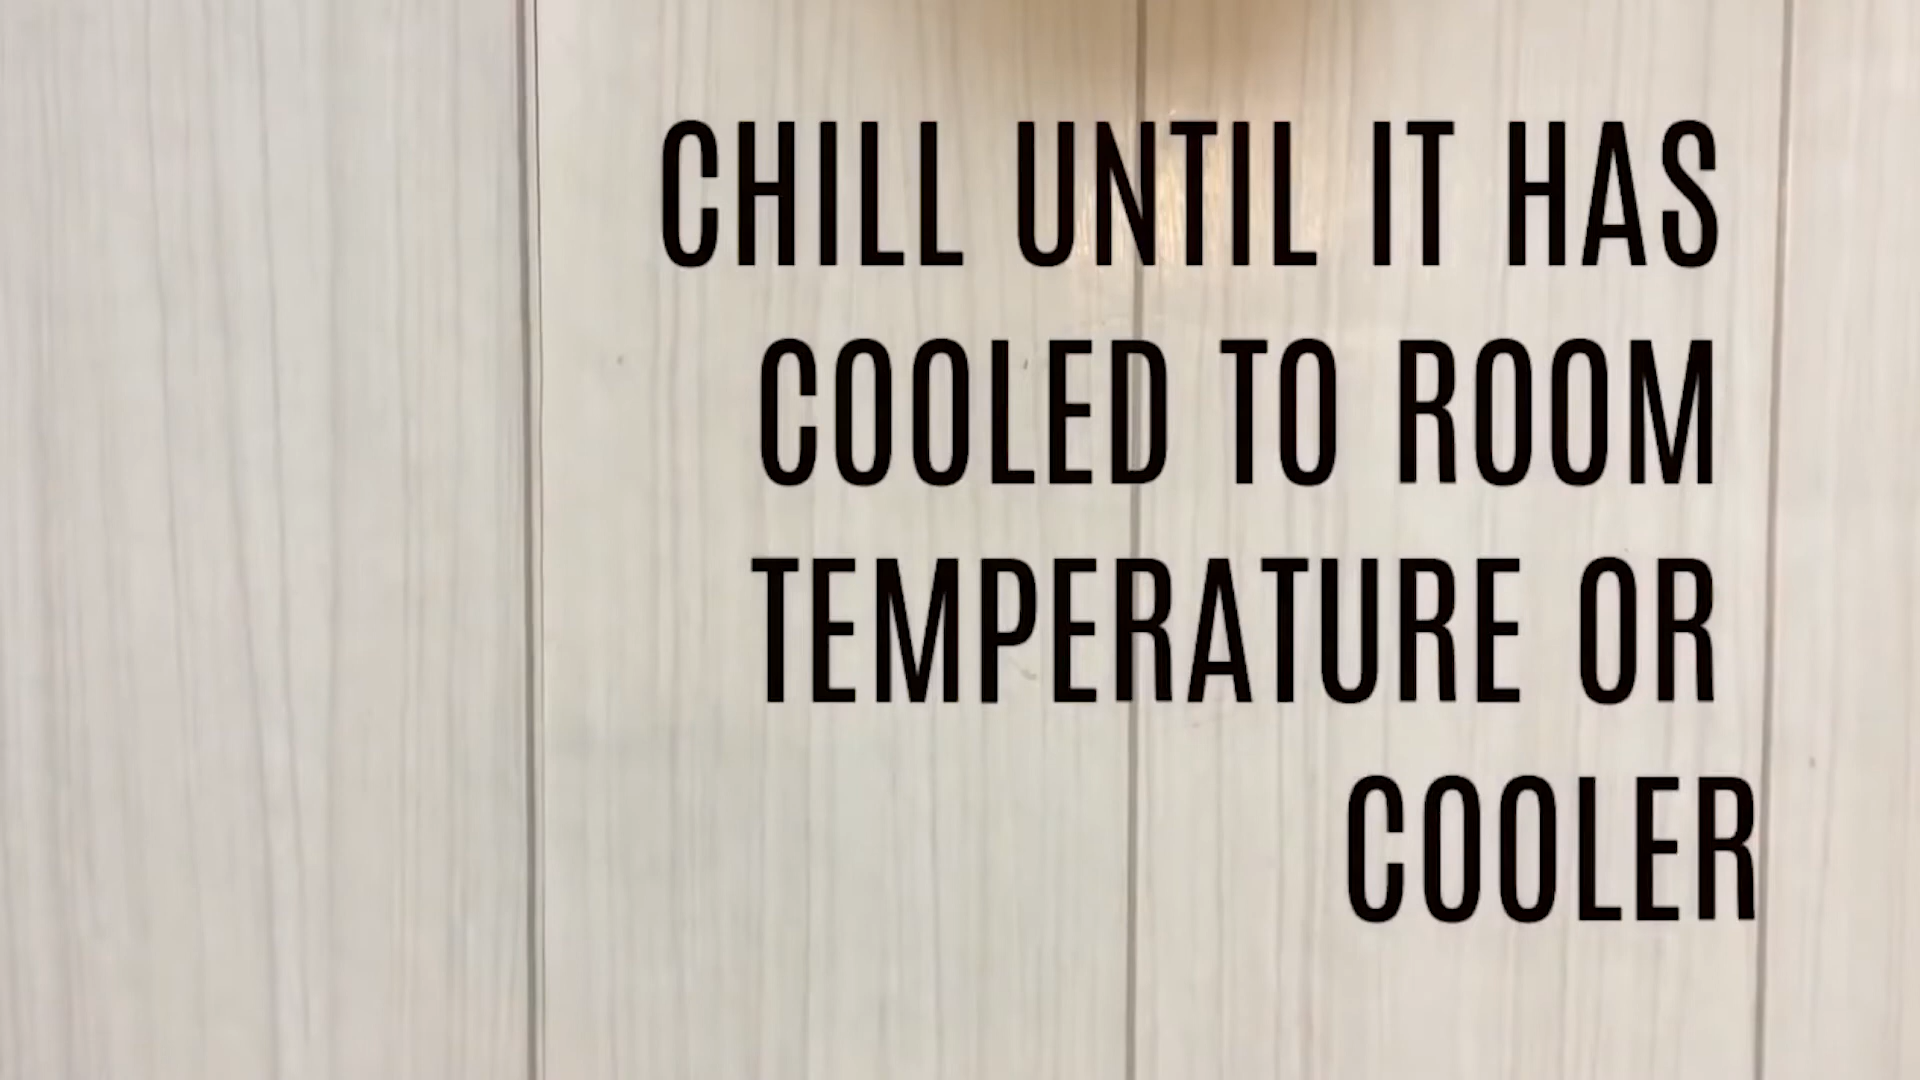 CHILL UNTIL IT HAS
COOLED TO ROOM
TEMPERATURE OR
COOLER